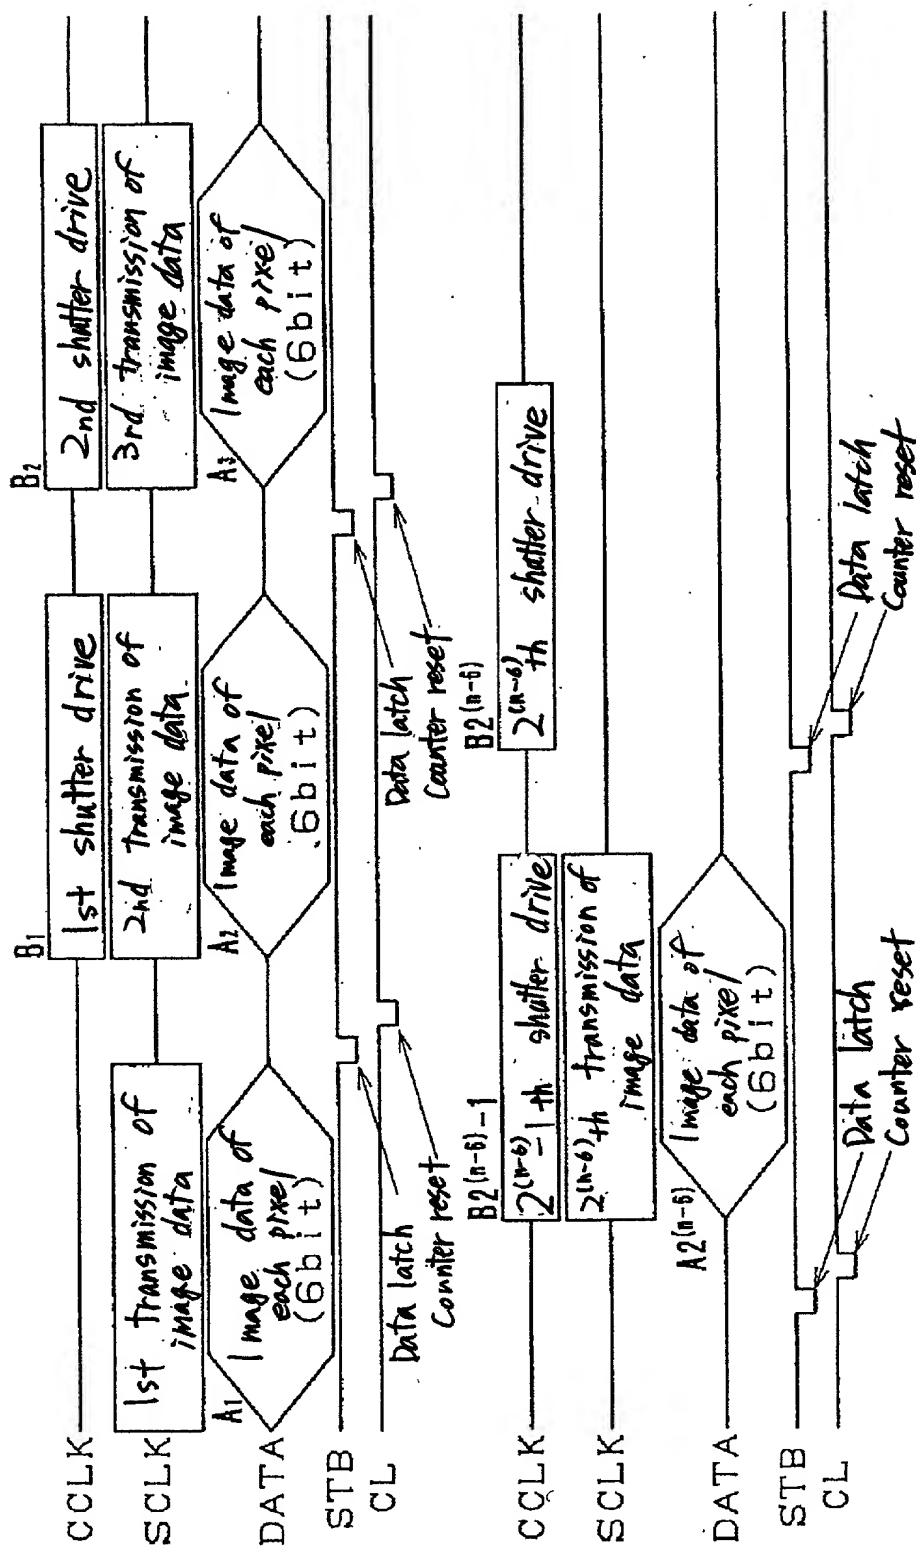 B1
B2
CCLK
1st shutter drive
2nd shutter drive
SCLK
1st transmission of
image data
2nd transmission of
image data
3rd transmission of
image data
A1
A2
A3
DATA
Image data of
each pixel
(6bit)
Image data of
each pixel
(6bit)
Image data of
each pixel
(6bit)
STB
CL
Data latch
Counter reset
Data latch
Counter reset
B2(n-6)-1
B2(n-6)
CCLK
2(n-6)-1th shutter drive
2(n-6)th shutter drive
SCLK
2(n-6)th transmission of
image data
A2(n-6)
DATA
Image data of
each pixel
(6bit)
STB
CL
Data latch
Counter reset
Data latch
Counter reset